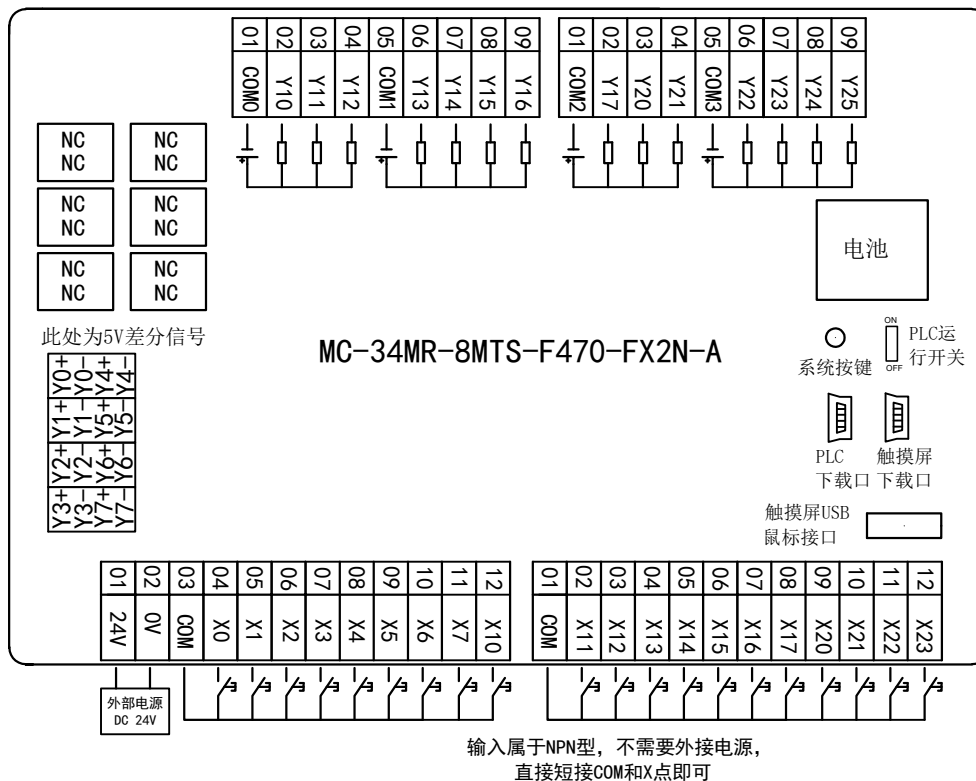 01 02 03 04 05 06 07 08 09
COM0 Y10 Y11 Y12 COM1 Y13 Y14 Y15 Y16
01 02 03 04 05 06 07 08 09
COM2 Y17 Y20 Y21 COM3 Y22 Y23 Y24 Y25
NC NC
NC NC
NC NC
NC NC
NC NC
NC NC
此处为5V差分信号
Y0+ Y0- Y4+ Y4-
Y1+ Y1- Y5+ Y5-
Y2+ Y2- Y6+ Y6-
Y3+ Y3- Y7+ Y7-
MC-34MR-8MTS-F470-FX2N-A
电池
系统按键
ON
OFF
PLC运
行开关
PLC
下载口
触摸屏
下载口
触摸屏USB
鼠标接口
01 02 03 04 05 06 07 08 09 10 11 12
24V 0V COM X0 X1 X2 X3 X4 X5 X6 X7 X10
01 02 03 04 05 06 07 08 09 10 11 12
COM X11 X12 X13 X14 X15 X16 X17 X20 X21 X22 X23
外部电源
DC 24V
输入属于NPN型，不需要外接电源，
直接短接COM和X点即可